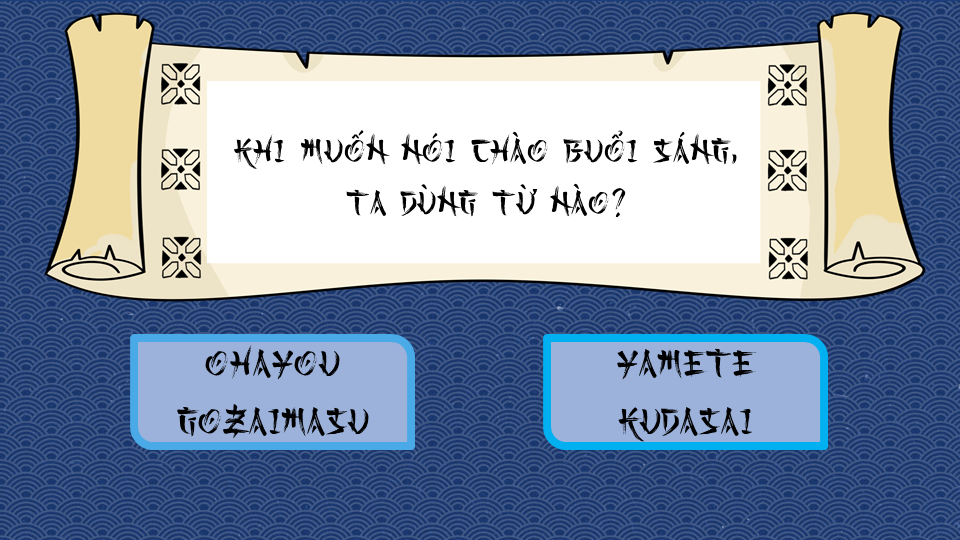 KHI MUỐN NÓI CHÀO BUỔI SÁNG,
TA DÙNG TỪ NÀO?
OHAYOU
GOZAIMASU
YAMETE
KUDASAI